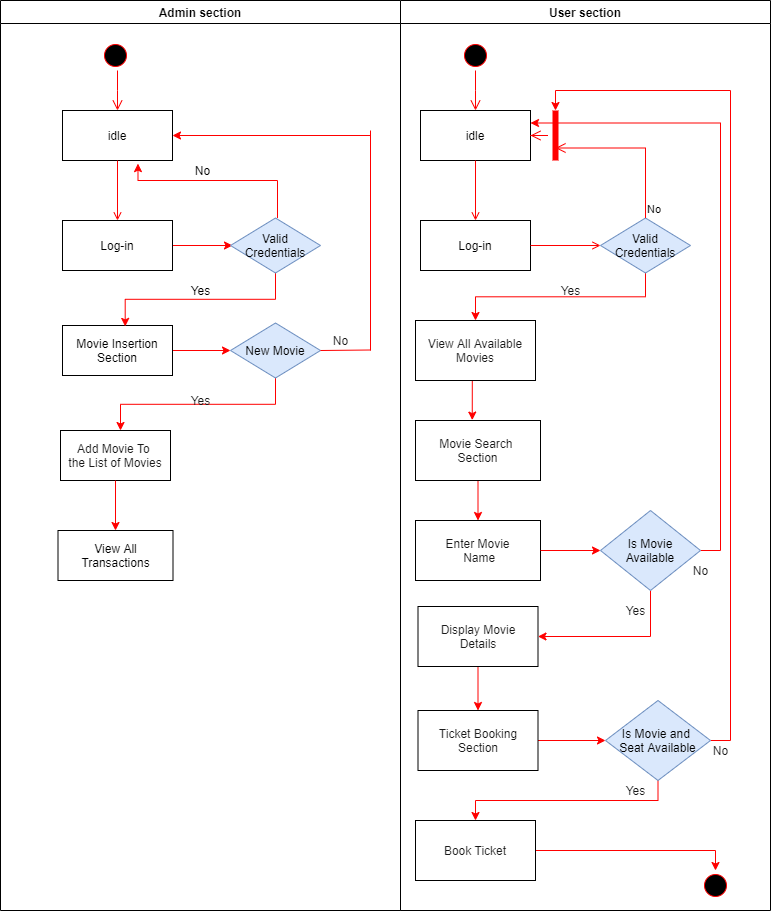 Admin section
idle
No
Log-in
Valid
Credentials
Yes
Movie Insertion
Section
New Movie
No
Yes
Add Movie To
the List of Movies
View All
Transactions
User section
idle
No
Log-in
Valid
Credentials
Yes
View All Available
Movies
Movie Search
Section
Enter Movie
Name
Is Movie
Available
No
Yes
Display Movie
Details
Ticket Booking
Section
Is Movie and
Seat Available
No
Yes
Book Ticket